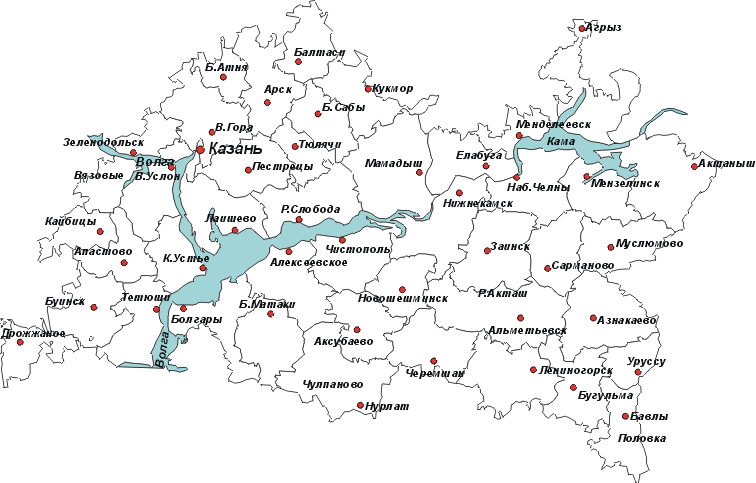 Агрыз
Балтаси
Б.Атня
Арск
Кукмор
Б.Сабы
В.Гора
Менделеевск
Зеленодольск
Казань
Тюлячи
Кама
Волга
Мамадыш
Елабуга
Актаныш
Вязовые
Б.Услон
Пестрецы
Наб.Челны
Мензелинск
Нижнекамск
Р.Слобода
Лаишево
Кайбицы
Апастово
К.Устье
Алексеевское
Чистополь
Заинск
Муслюмово
Сарманово
Буинск
Тетюши
Б.Матаки
Новошешминск
Р.Акташ
Болгары
Азнакаево
Дрожжаное
Альметьевск
Аксубаево
Волга
Уруссу
Черемшан
Лениногорск
Чулпаново
Бугульма
Нурлат
Бавлы
Половка